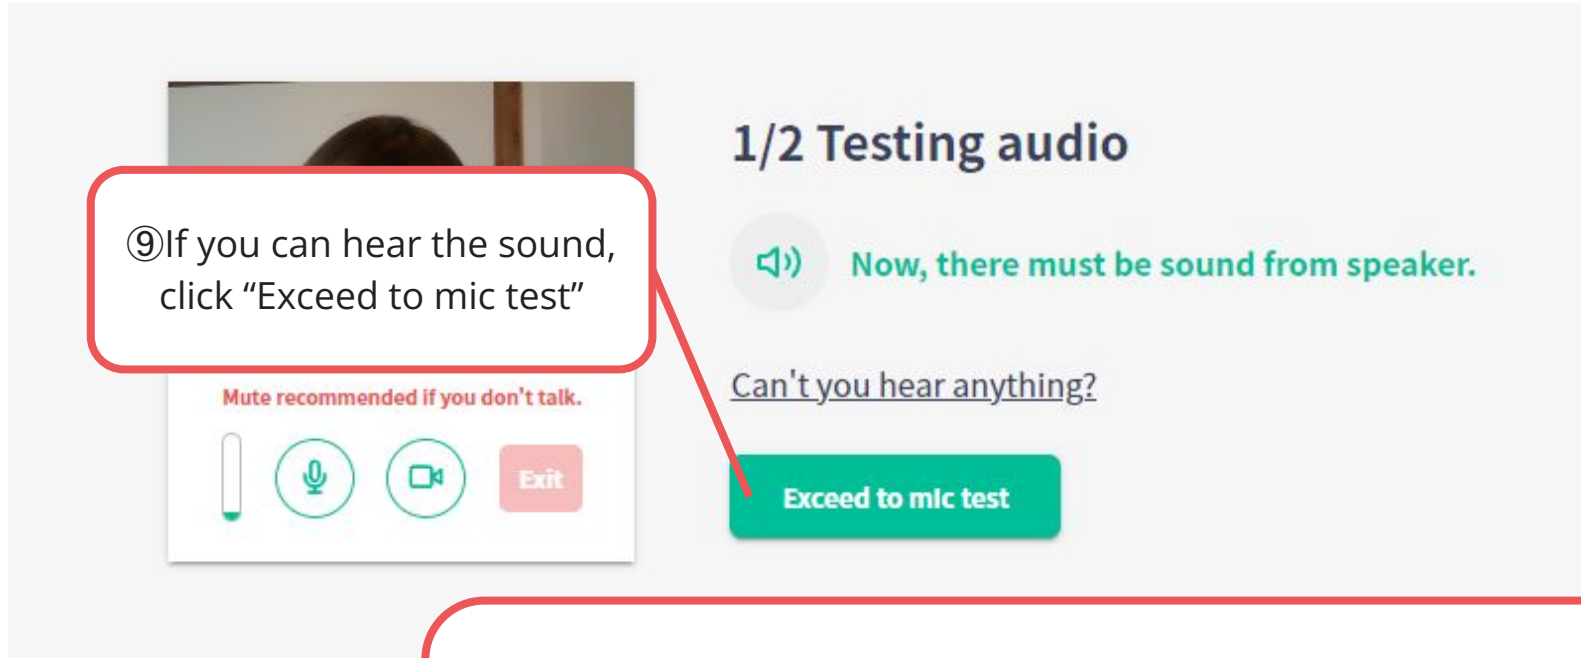 1/2 Testing audio
⑨If you can hear the sound,
click “Exceed to mic test”
Now, there must be sound from speaker.
Can't you hear anything?
Mute recommended if you don't talk.
Exit
Exceed to mic test